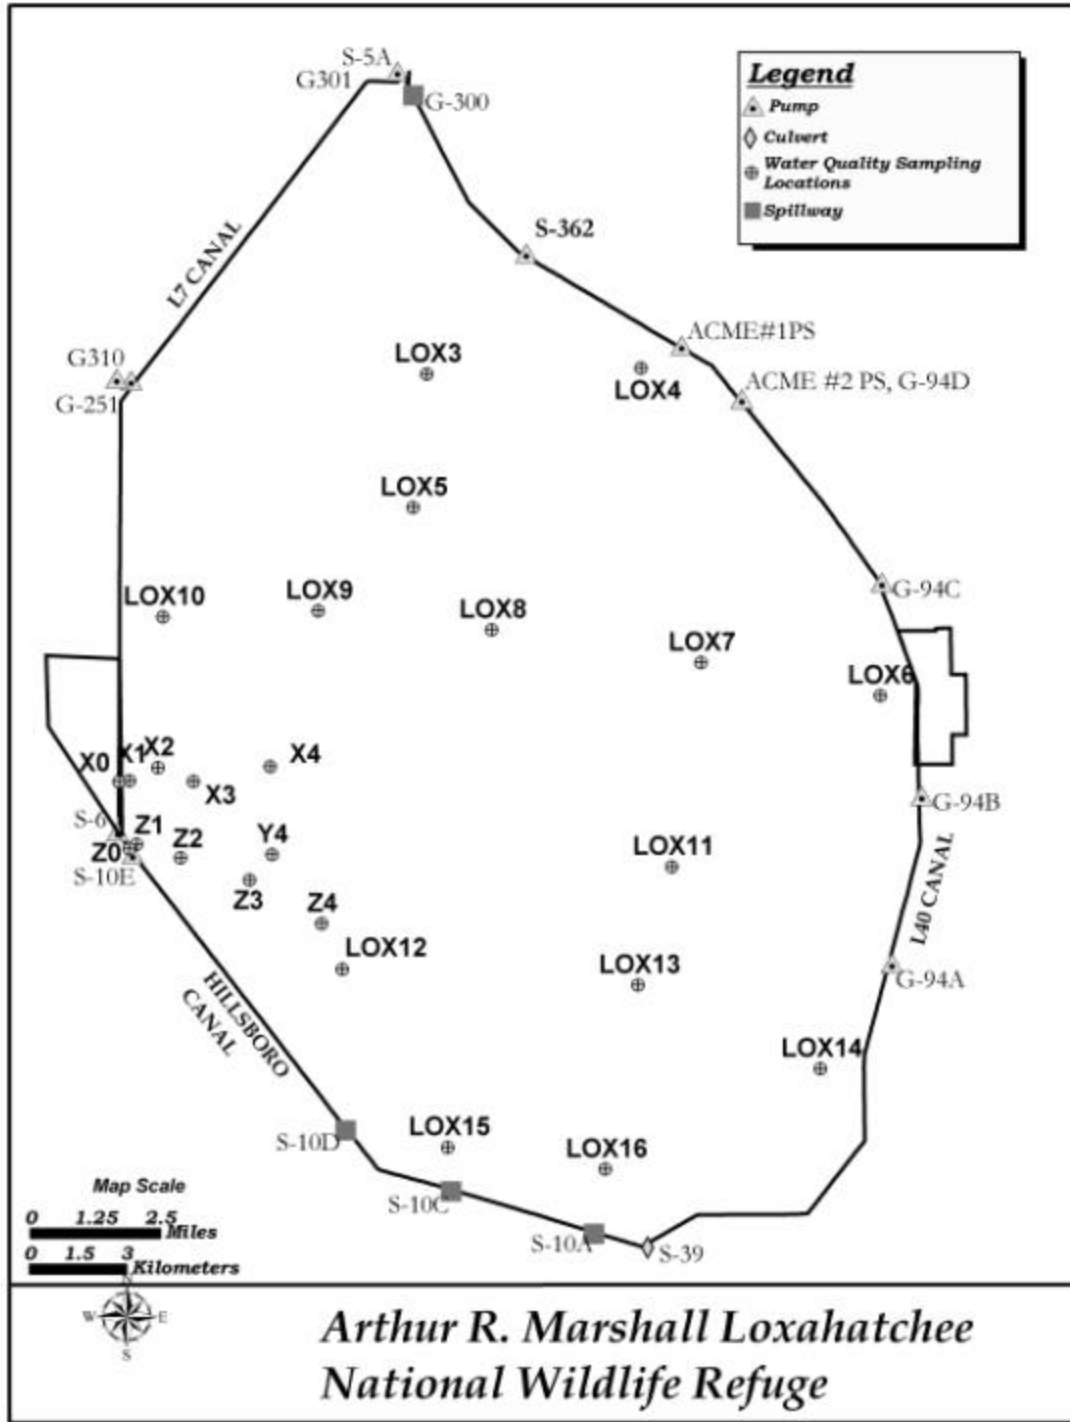 S-5A
G301
G-300
Legend
Pump
Culvert
Water Quality Sampling
Locations
Spillway
S-362
L7 CANAL
ACME#1PS
G310
LOX3
LOX4
ACME #2 PS, G-94D
G-251
LOX5
G-94C
LOX10
LOX9
LOX8
LOX7
LOX6
X0
X1
X2
X4
X3
G-94B
S-6
Z1
Z0
Z2
Y4
S-10E
Z3
LOX11
L40 CANAL
Z4
LOX12
LOX13
G-94A
HILLSBORO
CANAL
LOX14
S-10D
LOX15
LOX16
S-10C
S-10A
S-39
Map Scale
0 1.25 2.5
Miles
0 1.5 3
Kilometers
N
W E
S
Arthur R. Marshall Loxahatchee
National Wildlife Refuge